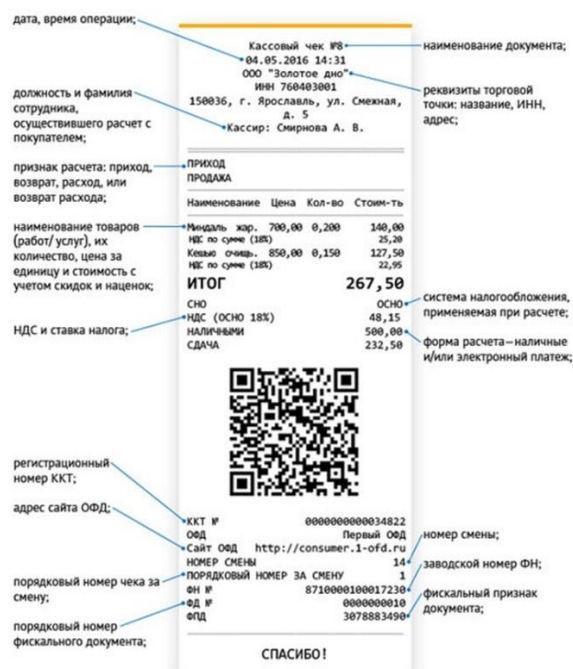 дата, время операции;
должность и фамилия
сотрудника,
осуществившего расчет с
покупателем;
признак расчета: приход,
возврат, расход, или
возврат расхода;
наименование товаров
(работ/ услуг), их
количество, цена за
единицу и стоимость с
учетом скидок и наценок;
НДС и ставка налога;
регистрационный
номер ККТ;
адрес сайта ОФД;
порядковый номер чека за
смену;
порядковый номер
фискального документа;
Кассовый чек №8
04.05.2016 14:31
ООО "Золотое дно"
ИНН 760403001
150036, г. Ярославль, ул. Смежная,
д. 5
Кассир: Смирнова А. В.
ПРИХОД
ПРОДАЖА
Наименование Цена Кол-во Стоим-ть
Миндаль жар. 700,00 0,200 140,00
НДС по сумме (18%) 25,20
Кешью очищ. 850,00 0,150 127,50
НДС по сумме (18%) 22,95
ИТОГ 267,50
СНО ОСНО
НДС (ОСНО 18%) 48,15
НАЛИЧНЫМИ 500,00
СДАЧА 232,50
ККТ № 0000000000034822
ОФД Первый ОФД
Сайт ОФД http://consumer.1-ofd.ru
НОМЕР СМЕНЫ 14
ПОРЯДКОВЫЙ НОМЕР ЗА СМЕНУ 1
ФН № 8710000100017230
ФД № 0000000010
ФПД 3078883490
СПАСИБО!
наименование документа;
реквизиты торговой
точки: название, ИНН,
адрес;
система налогообложения,
применяемая при расчете;
форма расчета—наличные
и/или электронный платеж;
номер смены;
заводской номер ФН;
фискальный признак
документа;